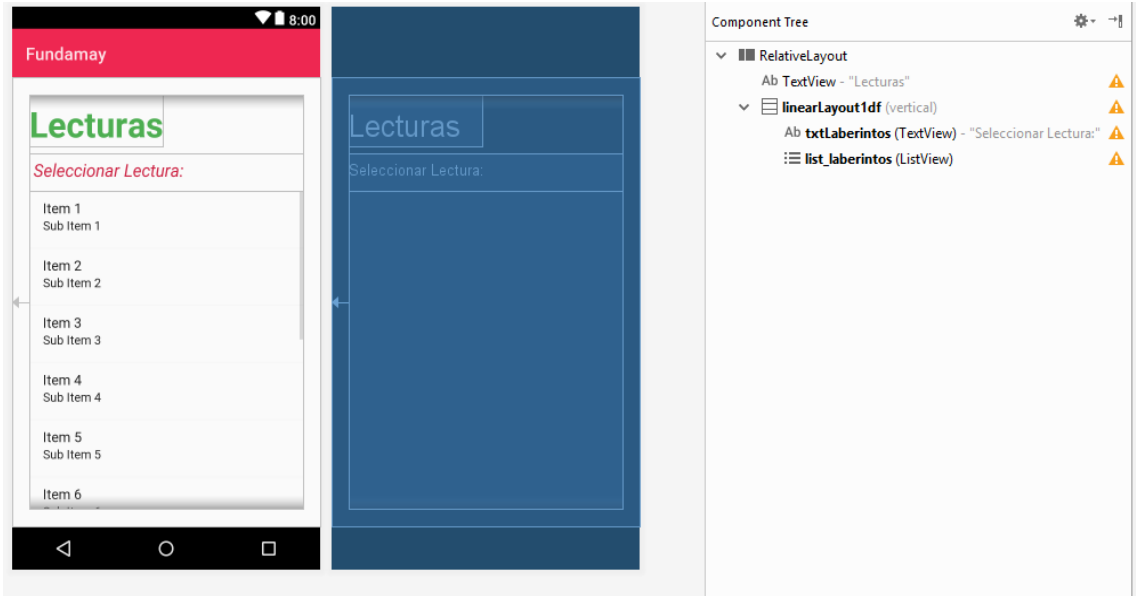 8:00
Fundamay
Lecturas
Seleccionar Lectura:
Item 1
Sub Item 1
Item 2
Sub Item 2
Item 3
Sub Item 3
Item 4
Sub Item 4
Item 5
Sub Item 5
Item 6
Lecturas
Seleccionar Lectura:
Component Tree
RelativeLayout
Ab TextView - "Lecturas"
linearLayout1df (vertical)
Ab txtLaberintos (TextView) - "Seleccionar Lectura:"
list_laberintos (ListView)